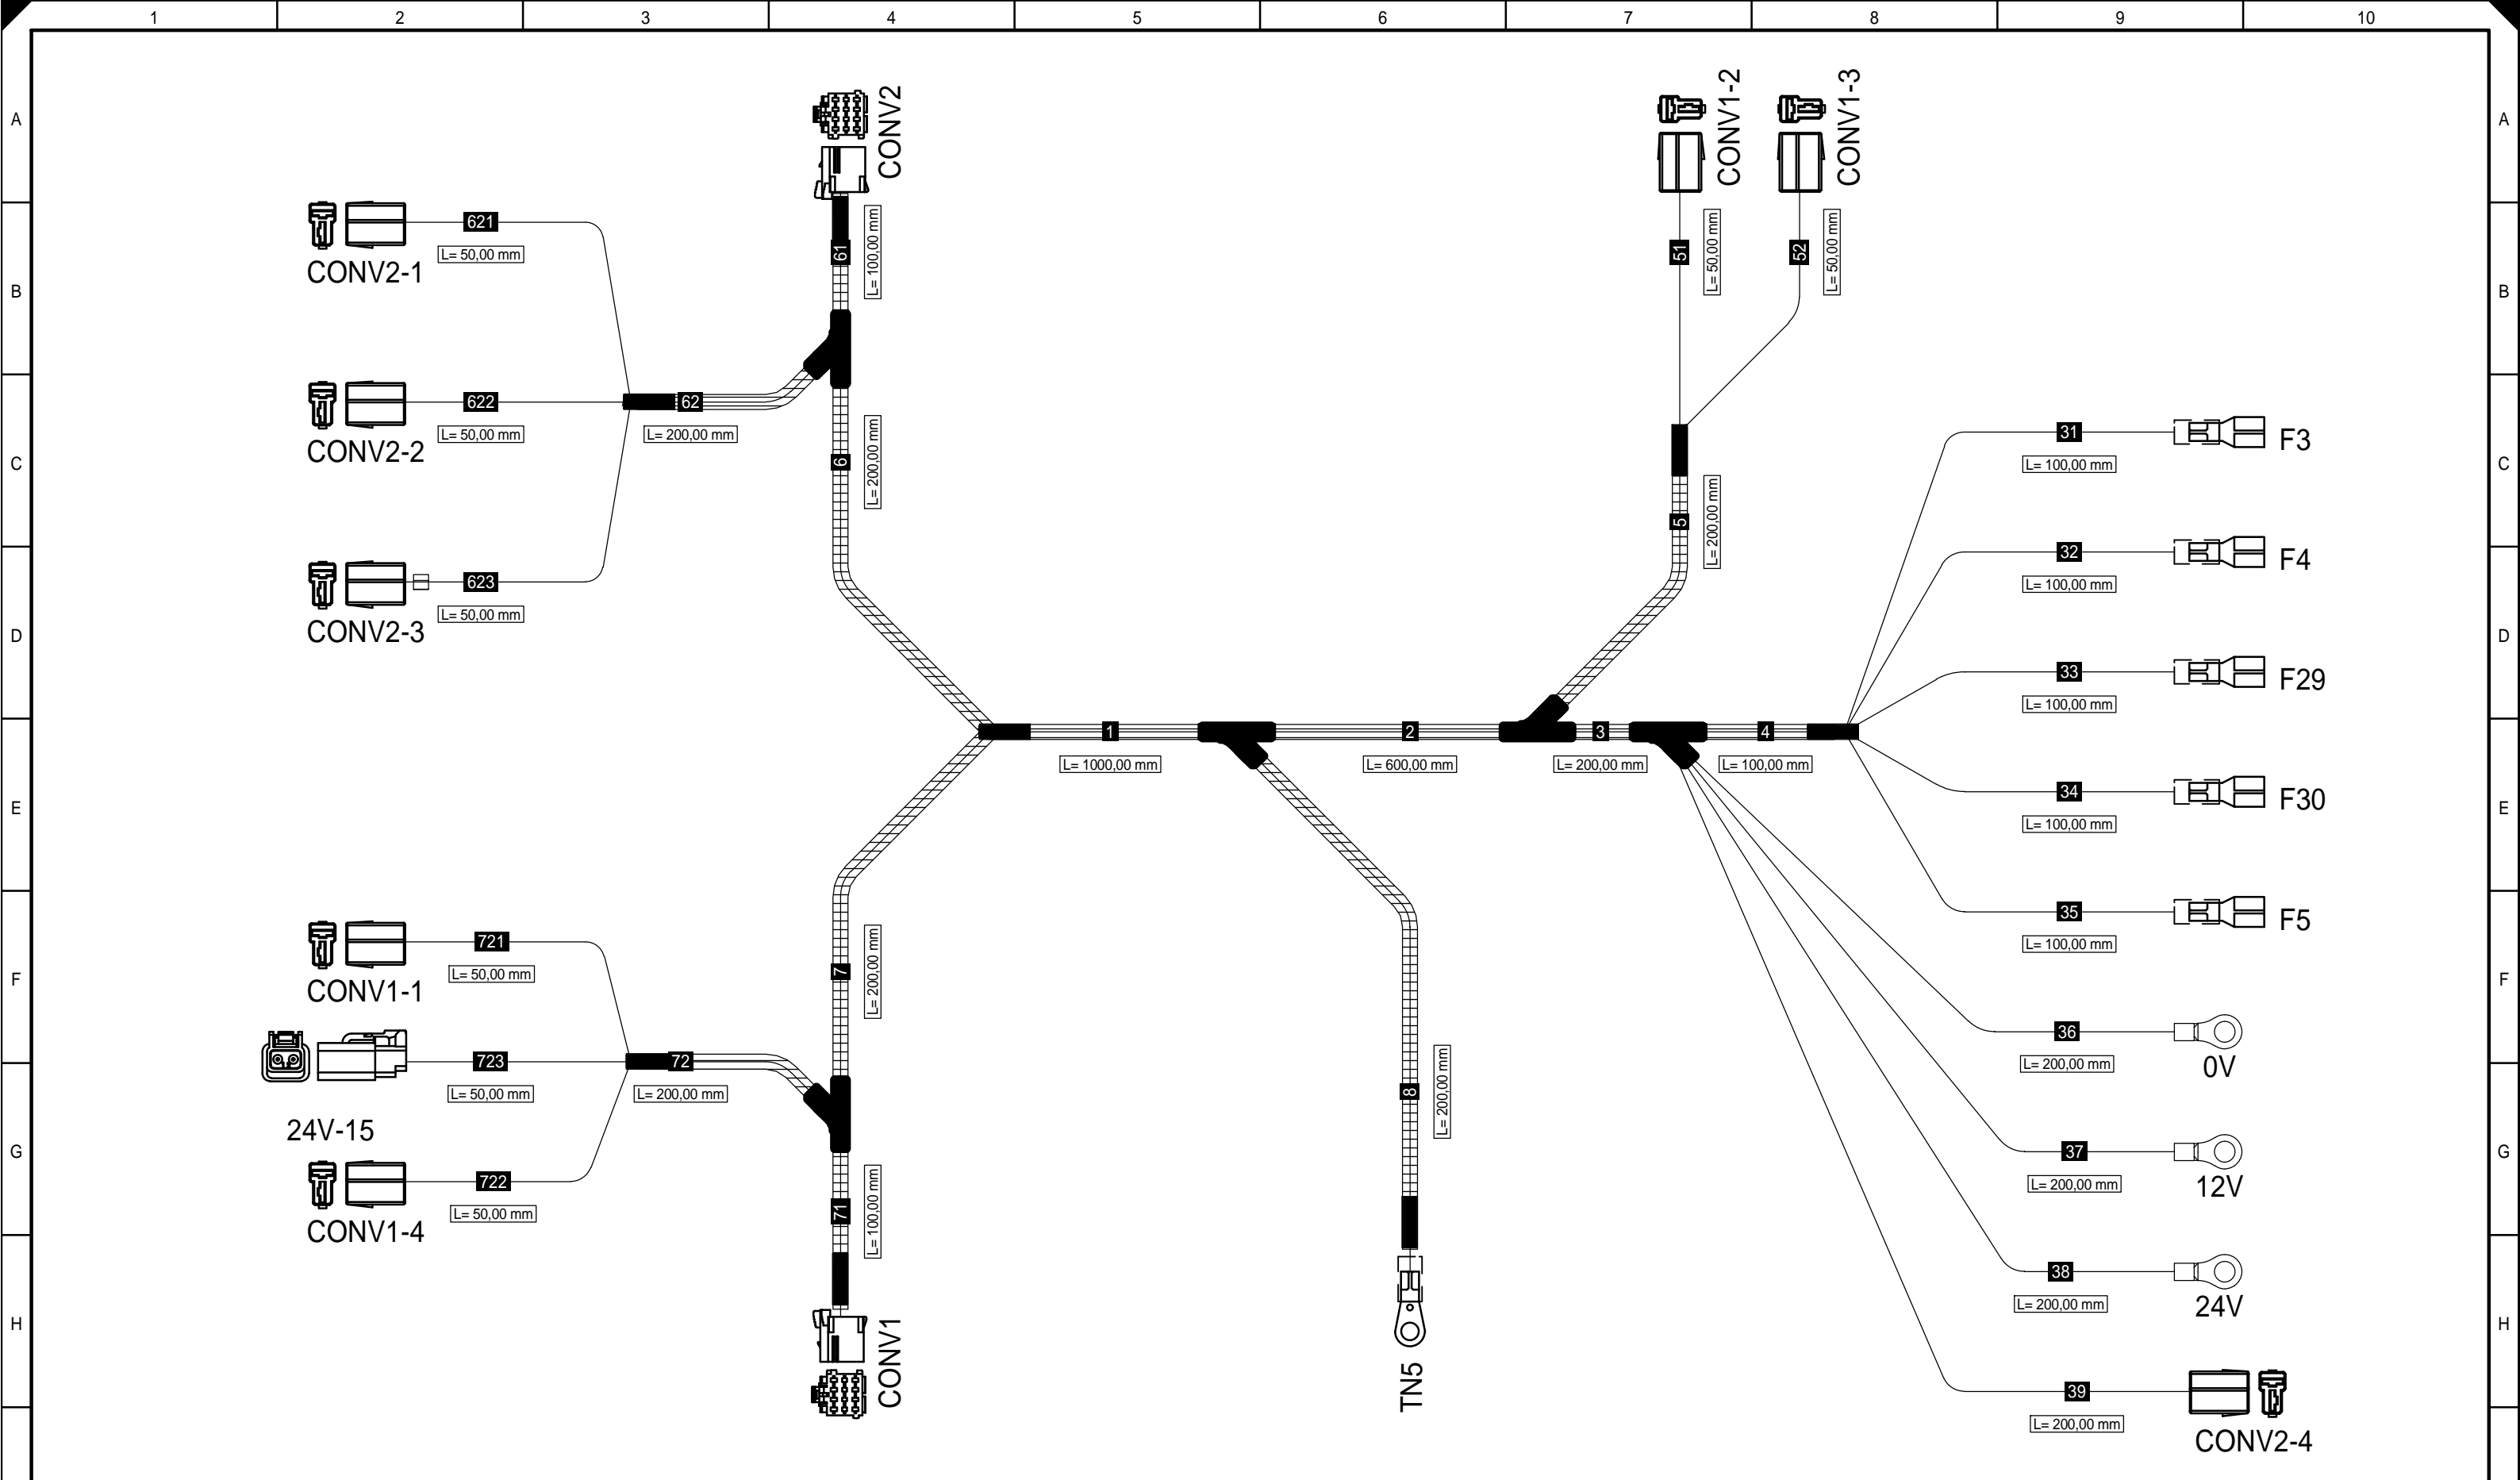 1 2 3 4 5 6 7 8 9 10
A
A
B
B
C
C
D
D
E
E
F
F
G
G
H
H
CONV2
CONV1-2
CONV1-3
621
L= 50,00 mm
CONV2-1
61
L= 100,00 mm
51
L= 50,00 mm
52
L= 50,00 mm
622
L= 50,00 mm
CONV2-2
62
L= 200,00 mm
6
L= 200,00 mm
5
L= 200,00 mm
31
L= 100,00 mm
F3
32
L= 100,00 mm
F4
623
L= 50,00 mm
CONV2-3
33
L= 100,00 mm
F29
1
L= 1000,00 mm
2
L= 600,00 mm
3
L= 200,00 mm
4
L= 100,00 mm
34
L= 100,00 mm
F30
35
L= 100,00 mm
F5
721
L= 50,00 mm
CONV1-1
7
L= 200,00 mm
36
L= 200,00 mm
0V
723
L= 50,00 mm
24V-15
72
L= 200,00 mm
8
L= 200,00 mm
37
L= 200,00 mm
12V
722
L= 50,00 mm
CONV1-4
71
L= 100,00 mm
38
L= 200,00 mm
24V
CONV1
TN5
39
L= 200,00 mm
CONV2-4